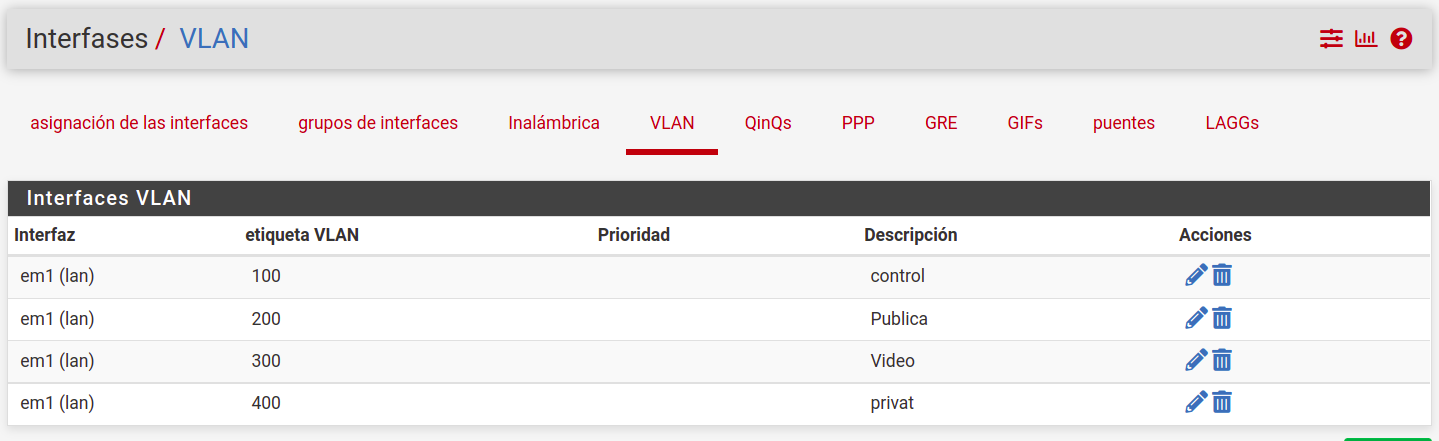 Interfases / VLAN
asignación de las interfaces grupos de interfaces Inalámbrica VLAN QinQs PPP GRE GIFs puentes LAGGs
Interfaces VLAN
Interfaz etiqueta VLAN Prioridad Descripción Acciones
em1 (lan) 100 control
em1 (lan) 200 Publica
em1 (lan) 300 Video
em1 (lan) 400 privat